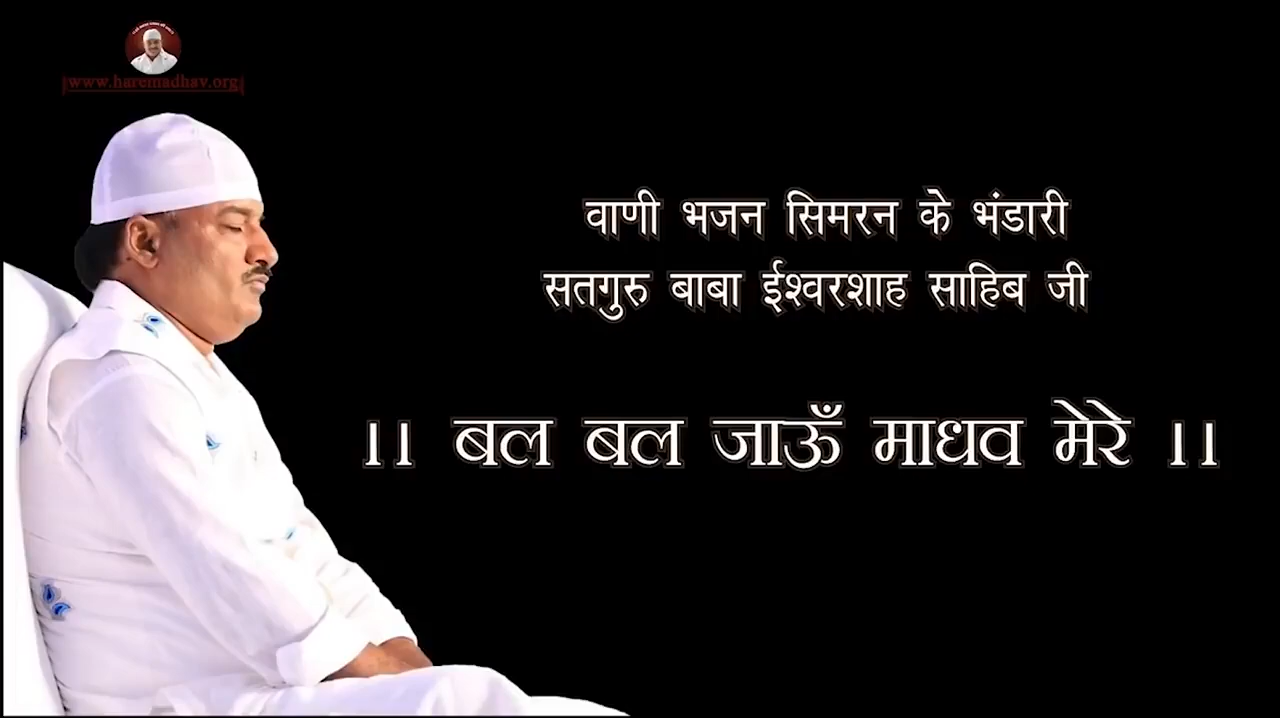 www.haremadhav.org
वाणी भजन सिमरन के भंडारी
सतगुरु बाबा ईश्वरशाह साहिब जी
।। बल बल जाऊँ माधव मेरे ।।